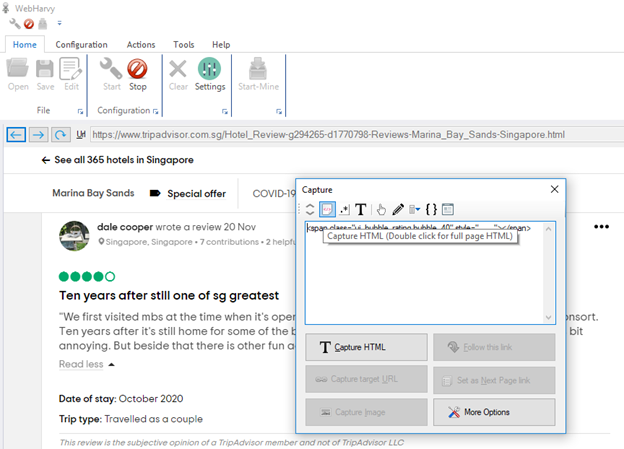 WebHarvy
Home Configuration Actions Tools Help
Open Save Edit Start Stop Clear Settings Start-Mine
File Configuration
Url https://www.tripadvisor.com.sg/Hotel_Review-g294265-d1770798-Reviews-Marina_Bay_Sands-Singapore.html
← See all 365 hotels in Singapore
Marina Bay Sands Special offer COVID-19
dale cooper wrote a review 20 Nov
Singapore, Singapore • 7 contributions • 2 helpfu
Ten years after still one of sg greatest
"We first visited mbs at the time when it's oper
onsort.
Ten years after it's still home for some of the b
bit
annoying. But beside that there is other fun a
Read less
Date of stay: October 2020
Trip type: Travelled as a couple
This review is the subjective opinion of a TripAdvisor member and not of TripAdvisor LLC
Capture
<span class="ui_bubble_rating bubble_40" style=" "></span>
Capture HTML (Double click for full page HTML)
T Capture HTML Follow this link
Capture target URL Set as Next Page link
Capture Image More Options